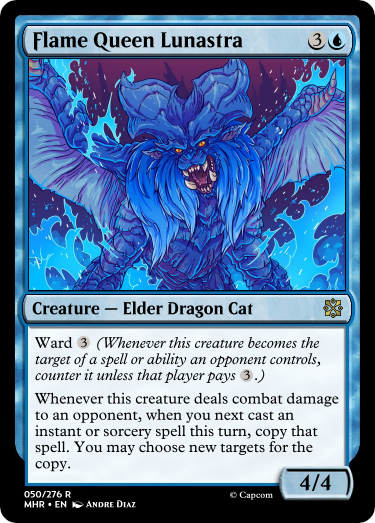 Flame Queen Lunastra 3
Creature — Elder Dragon Cat
Ward 3 (Whenever this creature becomes the
target of a spell or ability an opponent controls,
counter it unless that player pays 3.)
Whenever this creature deals combat damage
to an opponent, when you next cast an
instant or sorcery spell this turn, copy that
spell. You may choose new targets for the
copy.
4/4
050/276 R
MHR • EN ANDRE DIAZ
© Capcom